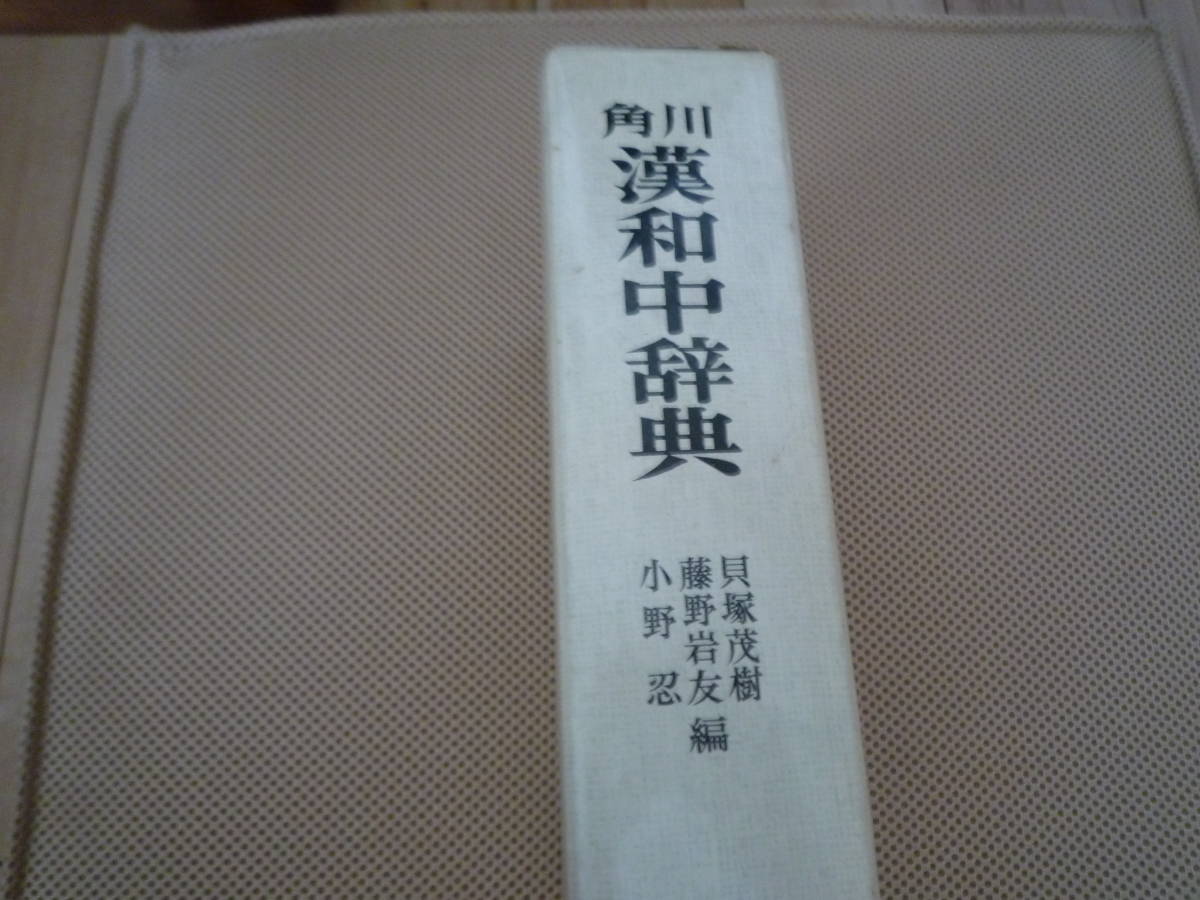 角川
漢和中辞典
貝塚茂樹
藤野岩友
小野忍
編